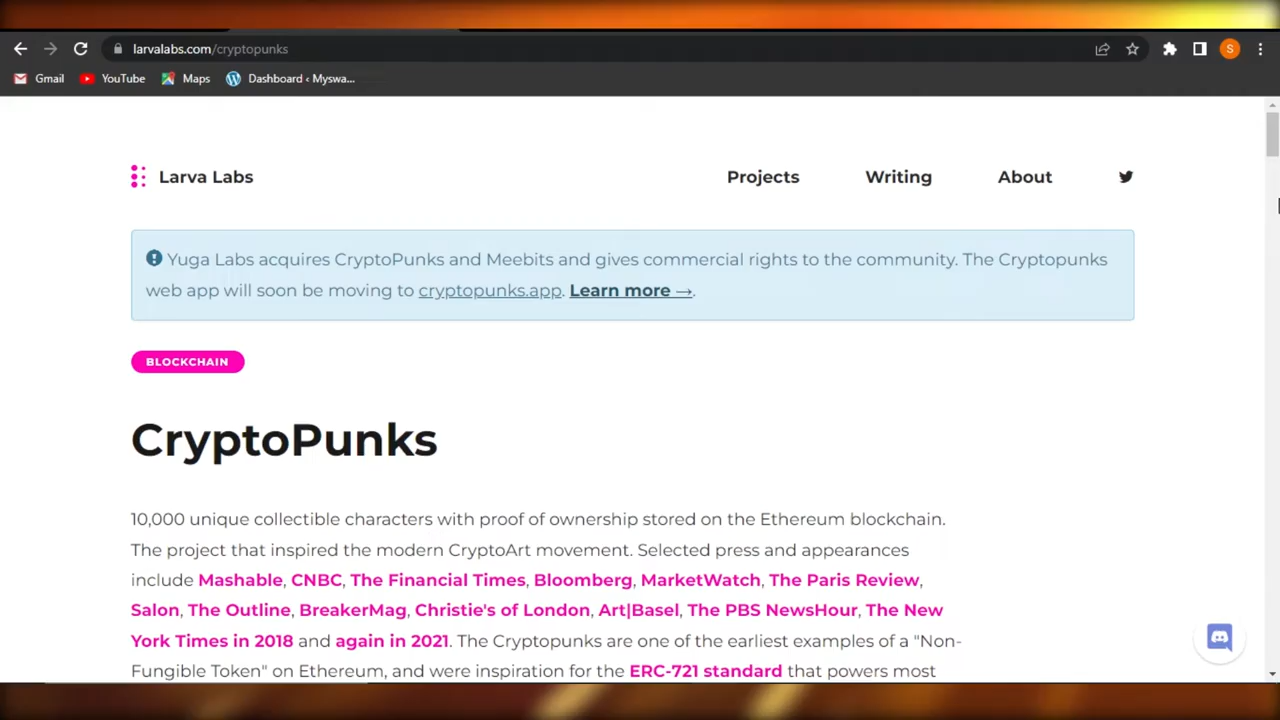 larvalabs.com/cryptopunks
S
Gmail YouTube Maps Dashboard ‹ Myswa...
Larva Labs Projects Writing About
Yuga Labs acquires CryptoPunks and Meebits and gives commercial rights to the community. The Cryptopunks
web app will soon be moving to cryptopunks.app. Learn more →.
BLOCKCHAIN
CryptoPunks
10,000 unique collectible characters with proof of ownership stored on the Ethereum blockchain.
The project that inspired the modern CryptoArt movement. Selected press and appearances
include Mashable, CNBC, The Financial Times, Bloomberg, MarketWatch, The Paris Review,
Salon, The Outline, BreakerMag, Christie's of London, Art|Basel, The PBS NewsHour, The New
York Times in 2018 and again in 2021. The Cryptopunks are one of the earliest examples of a "Non-
Fungible Token" on Ethereum, and were inspiration for the ERC-721 standard that powers most